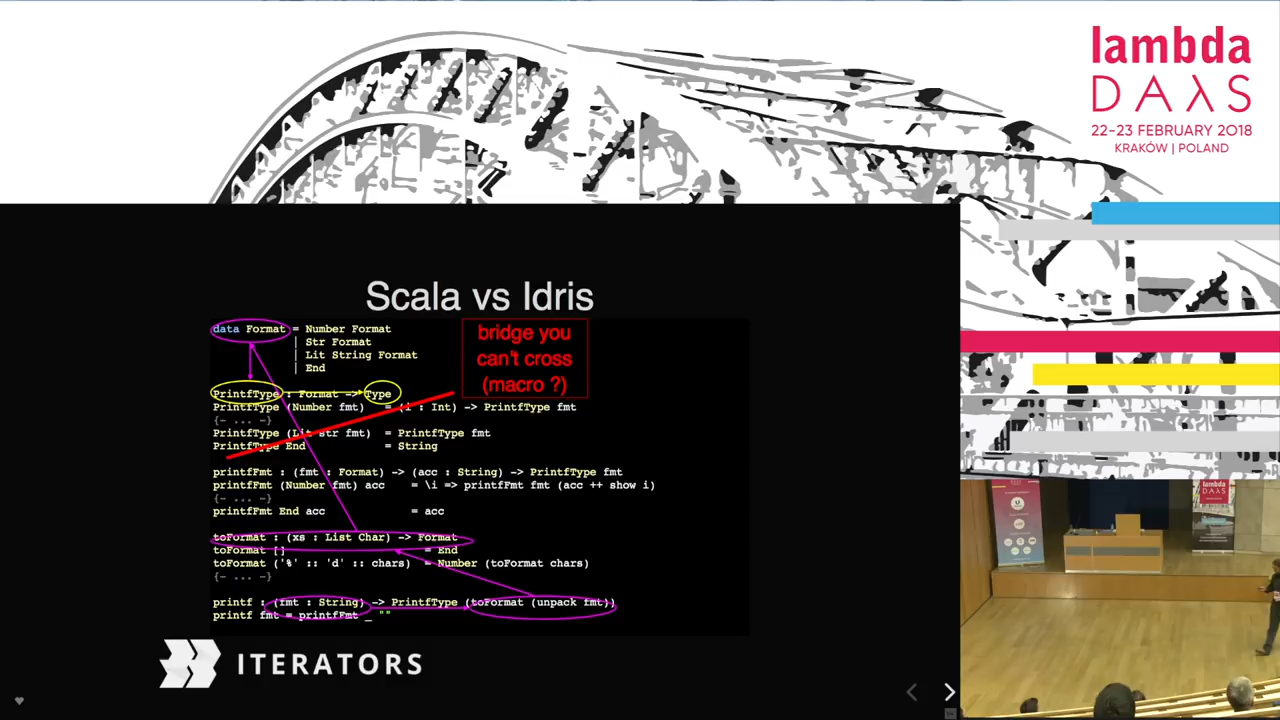 lambda
DAYS
22-23 FEBRUARY 2018
KRAKÓW | POLAND
Scala vs Idris
bridge you
can't cross
(macro ?)
data Format = Number Format
| Str Format
| Lit String Format
| End
PrintfType : Format -> Type
PrintfType (Number fmt) = (i : Int) -> PrintfType fmt
{- ... -}
PrintfType (Lit str fmt) = PrintfType fmt
PrintfType End = String
printfFmt : (fmt : Format) -> (acc : String) -> PrintfType fmt
printfFmt (Number fmt) acc = \i => printfFmt fmt (acc ++ show i)
{- ... -}
printfFmt End acc = acc
toFormat : (xs : List Char) -> Format
toFormat [] = End
toFormat ('%' :: 'd' :: chars) = Number (toFormat chars)
{- ... -}
printf : (fmt : String) -> PrintfType (toFormat (unpack fmt))
printf fmt = printfFmt _ ""
ITERATORS
lambda
DAYS